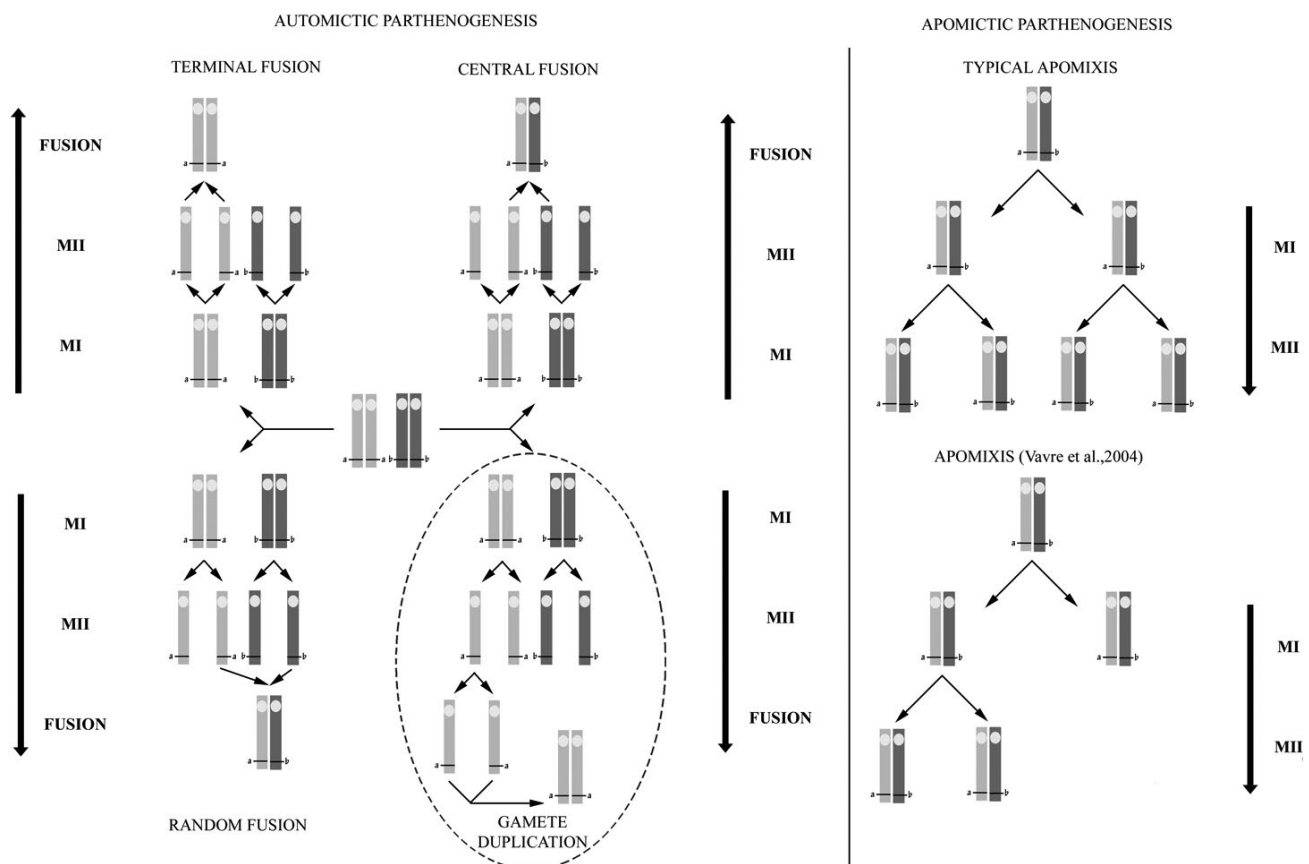 AUTOMICTIC PARTHENOGENESIS
APOMICTIC PARTHENOGENESIS
TERMINAL FUSION
CENTRAL FUSION
TYPICAL APOMIXIS
FUSION
a a
a b
FUSION
a b
MII
a a b b
a a b b
MII
a b
a b
MI
MI
a a b b
a a b b
MI
MII
a b
a b
a b
a b
a a b b
APOMIXIS (Vavre et al.,2004)
MI
a a b b
a a b b
MI
a b
MII
a a b b
a a b b
MII
a b
a b
MI
FUSION
a b
a a
a a
FUSION
MII
a b
a b
RANDOM FUSION
GAMETE
DUPLICATION